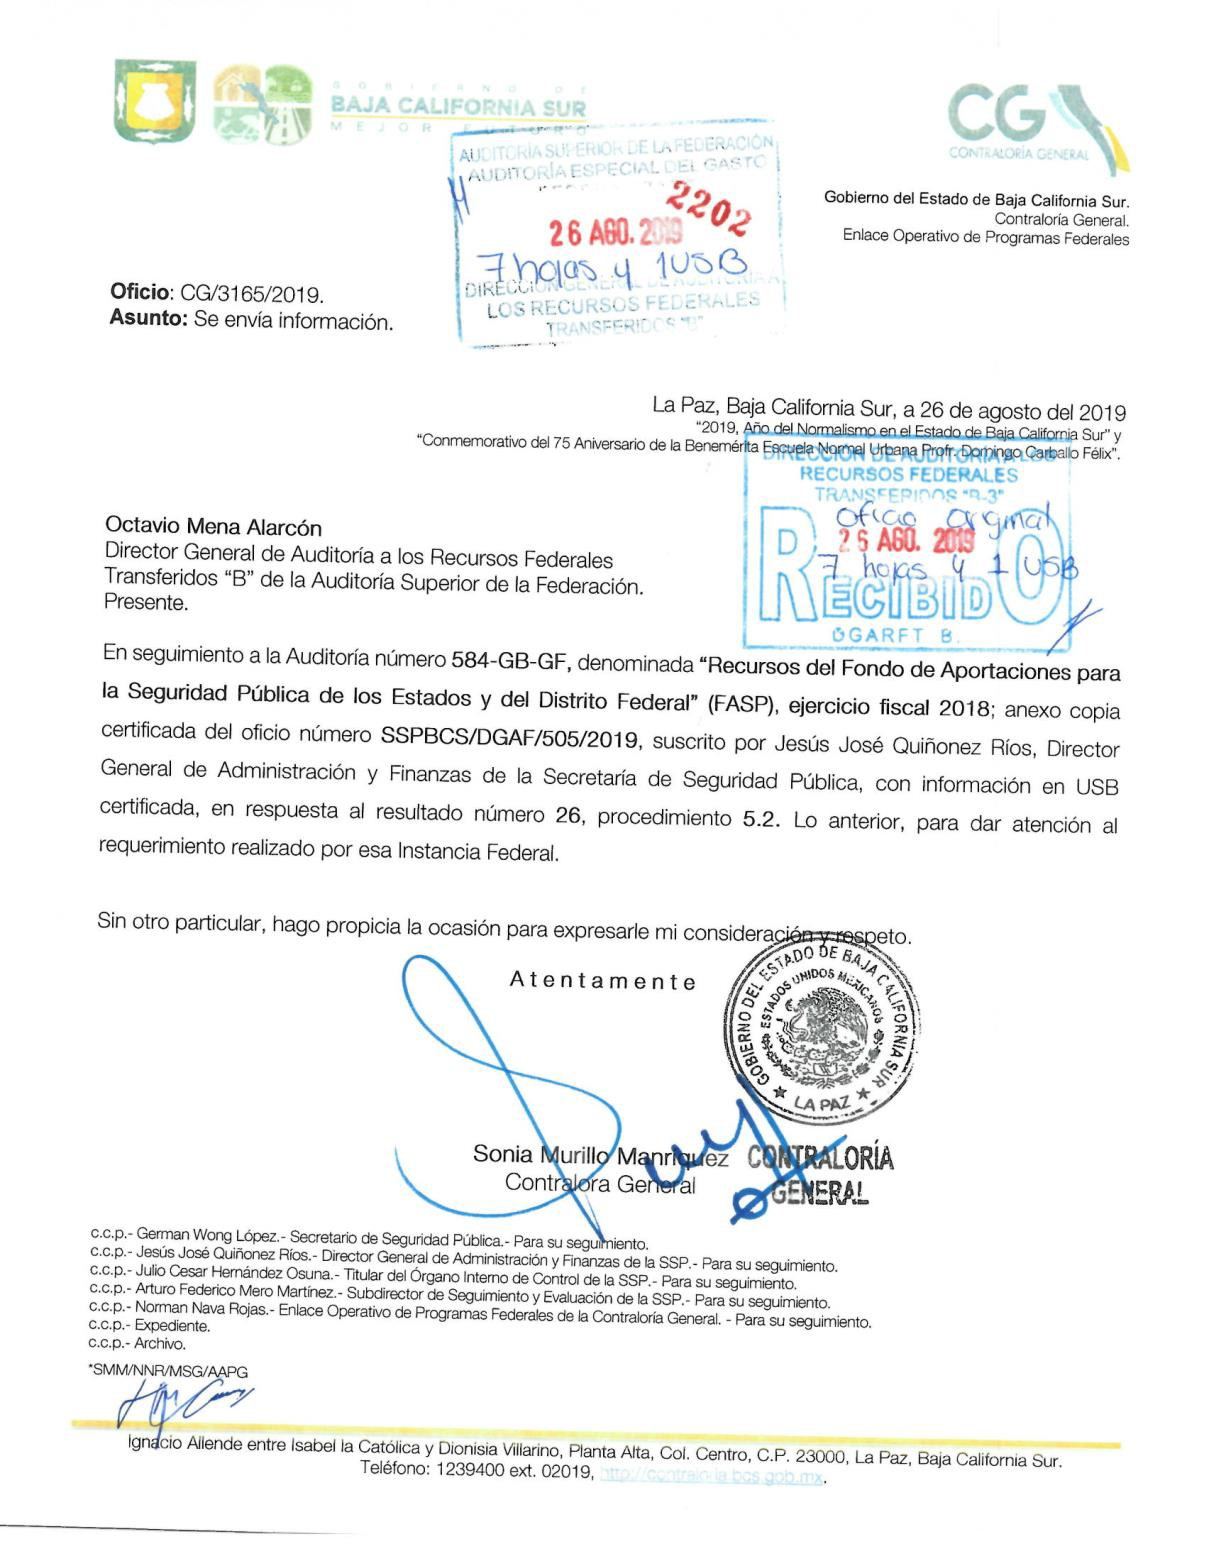 GOBIERNO DE
BAJA CALIFORNIA SUR
MEJOR FUTURO
CG
CONTRALORÍA GENERAL
AUDITORÍA SUPERIOR DE LA FEDERACIÓN
AUDITORÍA ESPECIAL DEL GASTO
2202
26 AGO. 2019
7 hojas y 1 USB
DIRECCIÓN GENERAL DE AUDITORÍA A
LOS RECURSOS FEDERALES
TRANSFERIDOS "B"
Gobierno del Estado de Baja California Sur.
Contraloría General.
Enlace Operativo de Programas Federales
Oficio: CG/3165/2019.
Asunto: Se envía información.
La Paz, Baja California Sur, a 26 de agosto del 2019
"2019, Año del Normalismo en el Estado de Baja California Sur" y
"Conmemorativo del 75 Aniversario de la Benemérita Escuela Normal Urbana Profr. Domingo Carballo Félix".
DIRECCIÓN DE AUDITORÍA A LOS
RECURSOS FEDERALES
TRANSFERIDOS "B-3"
oficio original
26 AGO. 2019
7 hojas y 1 USB
RECIBIDO
DGARFT B.
Octavio Mena Alarcón
Director General de Auditoría a los Recursos Federales
Transferidos "B" de la Auditoría Superior de la Federación.
Presente.
En seguimiento a la Auditoría número 584-GB-GF, denominada "Recursos del Fondo de Aportaciones para
la Seguridad Pública de los Estados y del Distrito Federal" (FASP), ejercicio fiscal 2018; anexo copia
certificada del oficio número SSPBCS/DGAF/505/2019, suscrito por Jesús José Quiñonez Ríos, Director
General de Administración y Finanzas de la Secretaría de Seguridad Pública, con información en USB
certificada, en respuesta al resultado número 26, procedimiento 5.2. Lo anterior, para dar atención al
requerimiento realizado por esa Instancia Federal.
Sin otro particular, hago propicia la ocasión para expresarle mi consideración y respeto.
Atentamente
GOBIERNO DEL ESTADO DE BAJA CALIFORNIA SUR
ESTADOS UNIDOS MEXICANOS
LA PAZ
Sonia Murillo Manríquez
Contralora General
CONTRALORÍA
GENERAL
c.c.p.- German Wong López.- Secretario de Seguridad Pública.- Para su seguimiento.
c.c.p.- Jesús José Quiñonez Ríos.- Director General de Administración y Finanzas de la SSP.- Para su seguimiento.
c.c.p.- Julio Cesar Hernández Osuna.- Titular del Órgano Interno de Control de la SSP.- Para su seguimiento.
c.c.p.- Arturo Federico Mero Martínez.- Subdirector de Seguimiento y Evaluación de la SSP.- Para su seguimiento.
c.c.p.- Norman Nava Rojas.- Enlace Operativo de Programas Federales de la Contraloría General. - Para su seguimiento.
c.c.p.- Expediente.
c.c.p.- Archivo.
*SMM/NNR/MSG/AAPG
Ignacio Allende entre Isabel la Católica y Dionisia Villarino, Planta Alta, Col. Centro, C.P. 23000, La Paz, Baja California Sur.
Teléfono: 1239400 ext. 02019, http://contraloria.bcs.gob.mx.